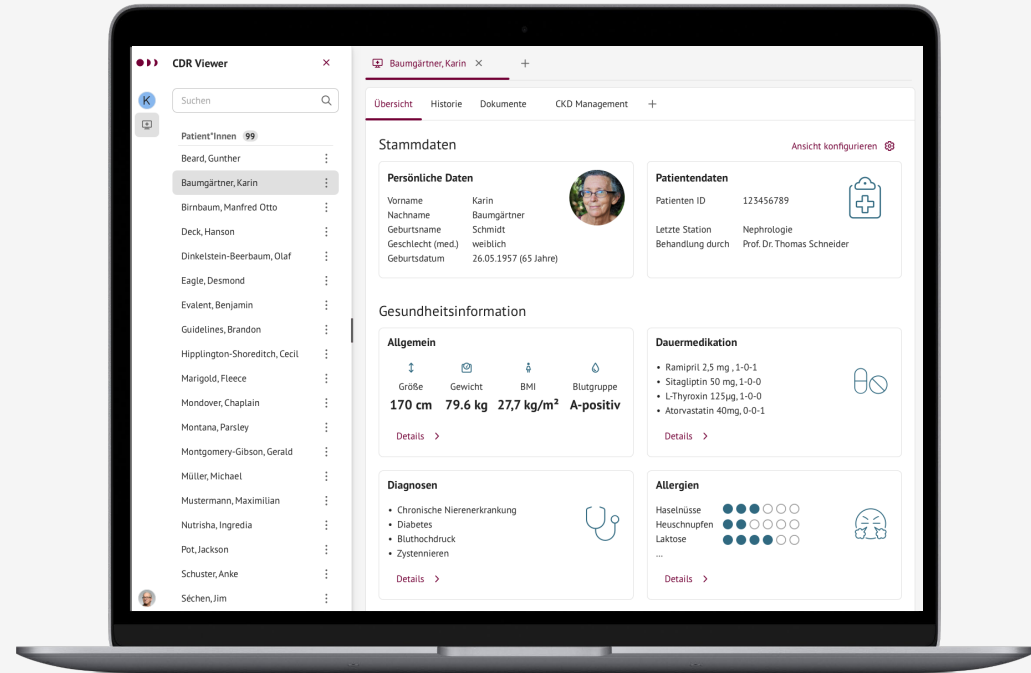 CDR Viewer
K
Suchen
Patient*Innen 99
Beard, Gunther
Baumgärtner, Karin
Birnbaum, Manfred Otto
Deck, Hanson
Dinkelstein-Beerbaum, Olaf
Eagle, Desmond
Evalent, Benjamin
Guidelines, Brandon
Hipplington-Shoreditch, Cecil
Marigold, Fleece
Mondover, Chaplain
Montana, Parsley
Montgomery-Gibson, Gerald
Müller, Michael
Mustermann, Maximilian
Nutrisha, Ingredia
Pot, Jackson
Schuster, Anke
Séchen, Jim
Baumgärtner, Karin
Übersicht Historie Dokumente CKD Management
Stammdaten
Ansicht konfigurieren
Persönliche Daten
Vorname Karin
Nachname Baumgärtner
Geburtsname Schmidt
Geschlecht (med.) weiblich
Geburtsdatum 26.05.1957 (65 Jahre)
Patientendaten
Patienten ID 123456789
Letzte Station Nephrologie
Behandlung durch Prof. Dr. Thomas Schneider
Gesundheitsinformation
Allgemein
Größe Gewicht BMI Blutgruppe
170 cm 79.6 kg 27,7 kg/m² A-positiv
Details
Dauermedikation
• Ramipril 2,5 mg , 1-0-1
• Sitagliptin 50 mg, 1-0-0
• L-Thyroxin 125µg, 1-0-0
• Atorvastatin 40mg, 0-0-1
Details
Diagnosen
• Chronische Nierenerkrankung
• Diabetes
• Bluthochdruck
• Zystennieren
Details
Allergien
Haselnüsse
Heuschnupfen
Laktose
...
Details